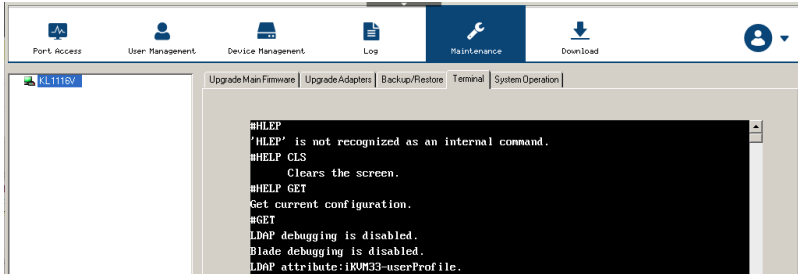 Port Access User Management Device Management Log Maintenance Download
KL1116V
Upgrade Main Firmware Upgrade Adapters Backup/Restore Terminal System Operation
#HLEP
'HLEP' is not recognized as an internal command.
#HELP CLS
Clears the screen.
#HELP GET
Get current configuration.
#GET
LDAP debugging is disabled.
Blade debugging is disabled.
LDAP attribute:iKVM33-userProfile.